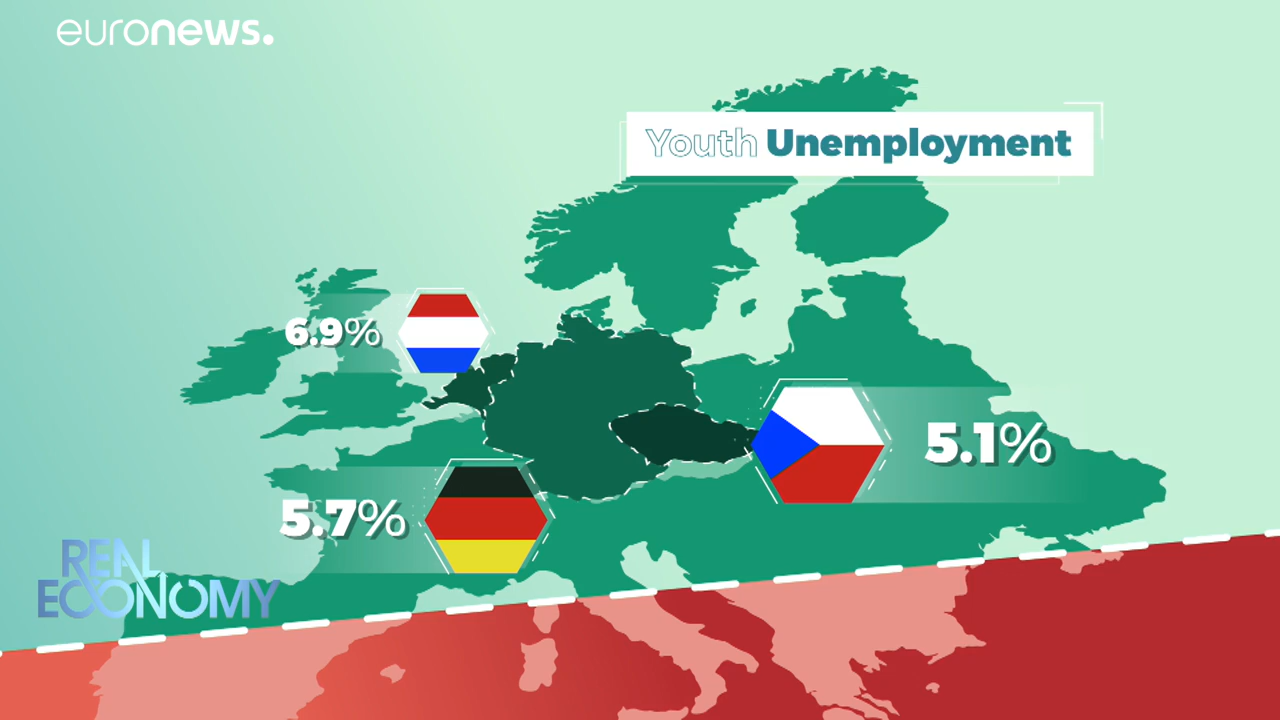 euronews.
Youth Unemployment
6.9%
5.1%
5.7%
REAL
ECONOMY